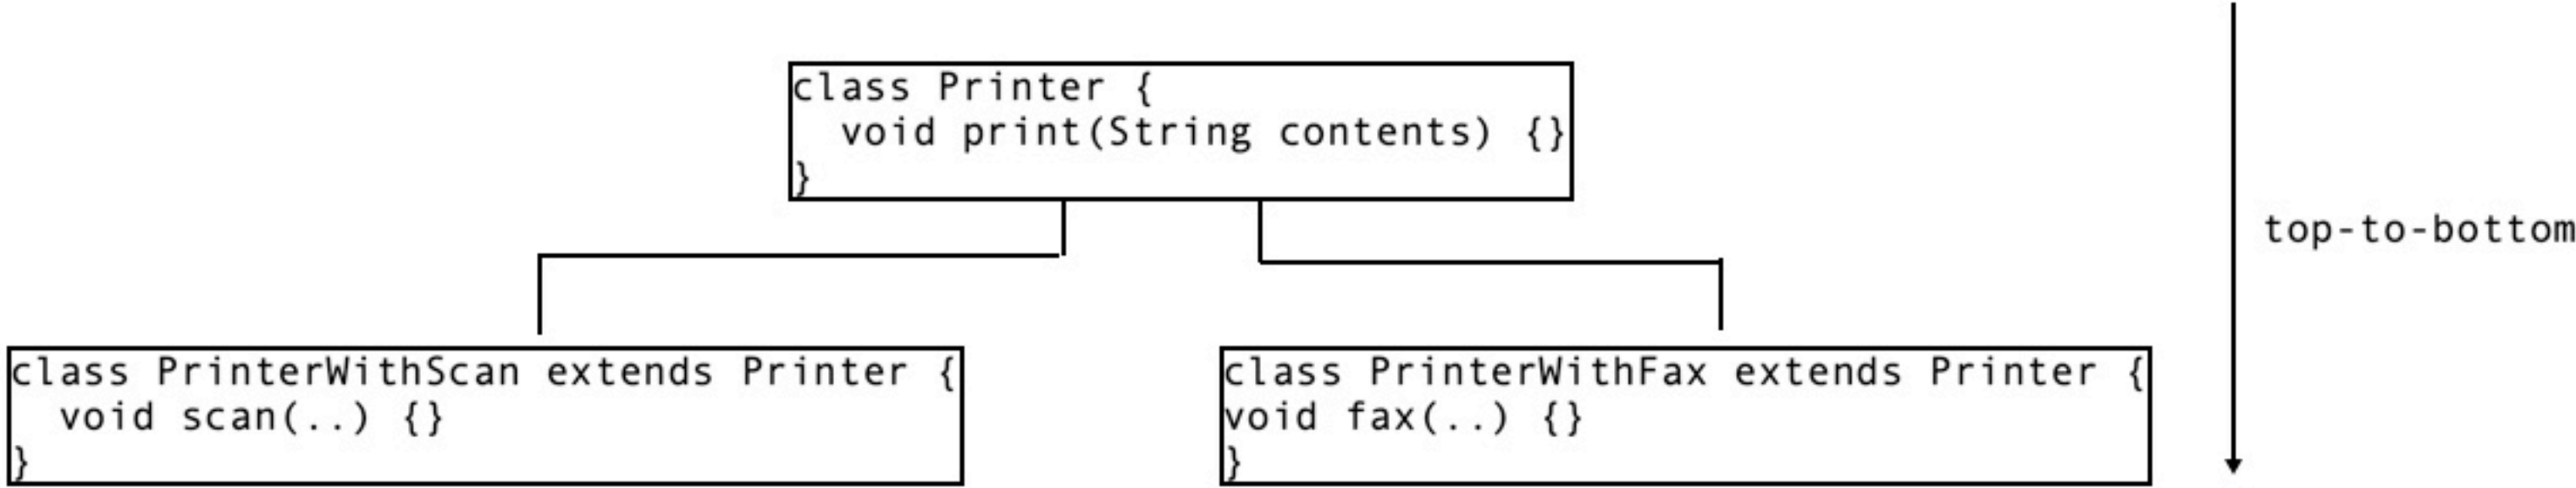 class Printer {
  void print(String contents) {}
}
top-to-bottom
class PrinterWithScan extends Printer {
  void scan(..) {}
}
class PrinterWithFax extends Printer {
void fax(..) {}
}